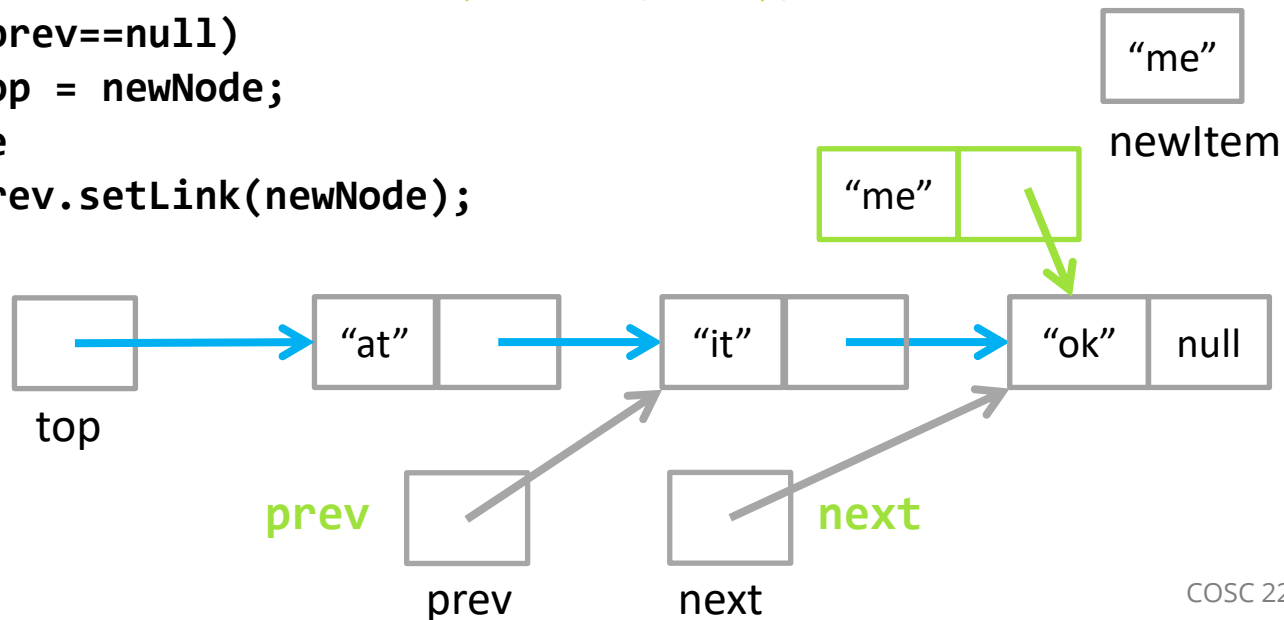 prev==null)
op = newNode;
e
rev.setLink(newNode);
“me”
newItem
“me”
“at”
“it”
“ok” null
top
prev
next
prev
next
COSC 22